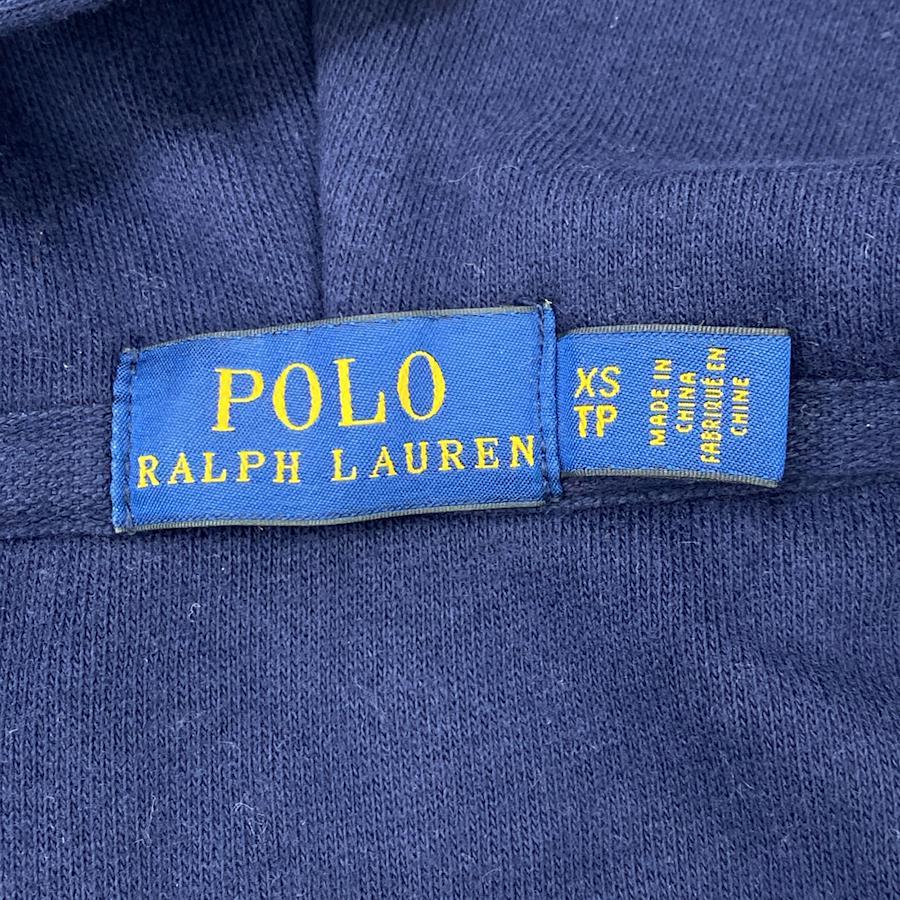 POLO
RALPH LAUREN
XS
TP
MADE IN
CHINA
FABRIQUÉ EN
CHINE